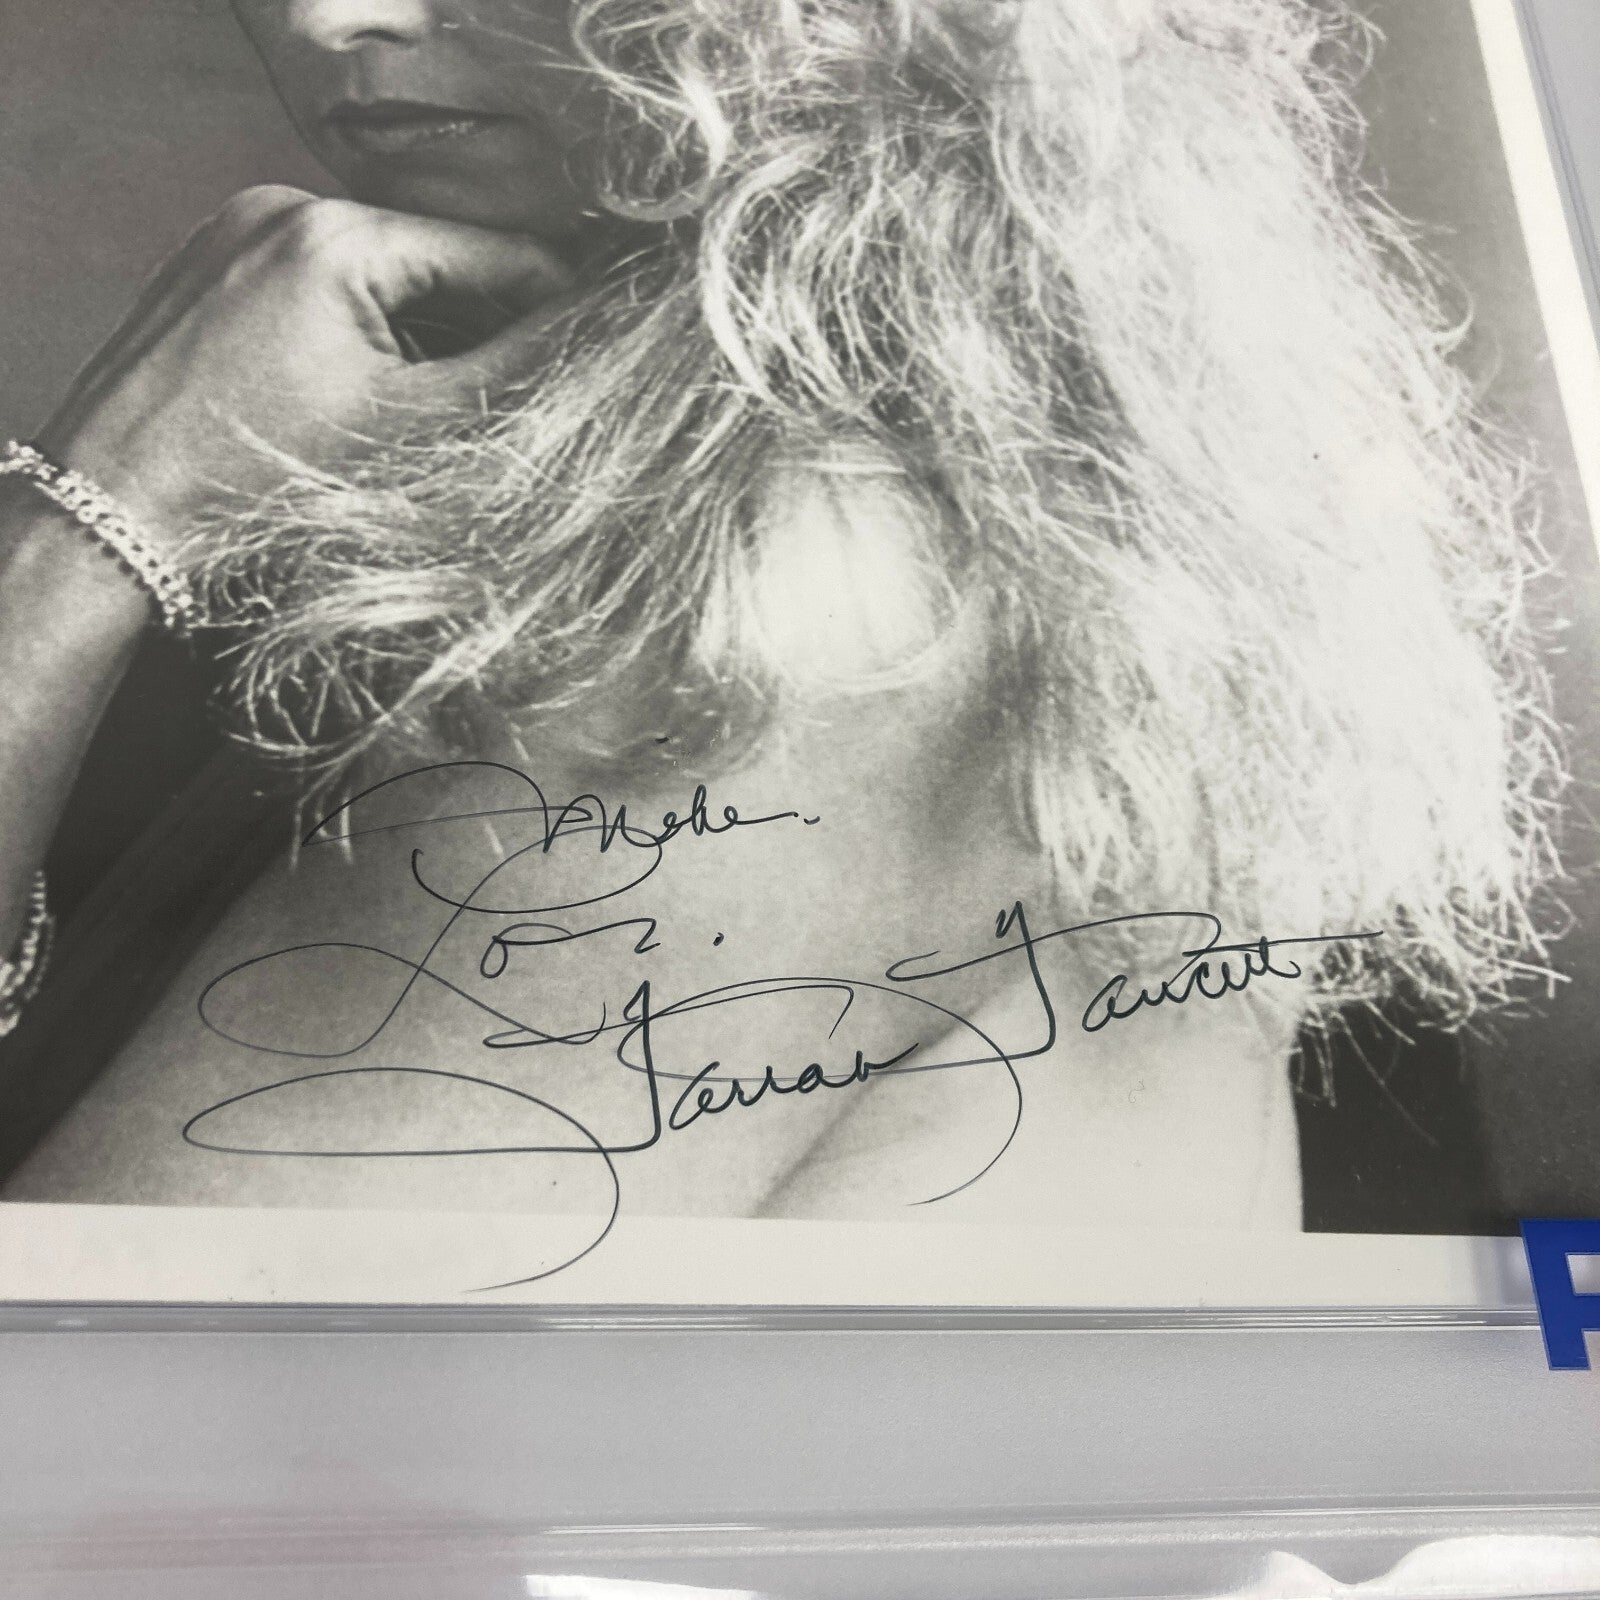 Mike.
Love.
Farrah Fawcett
P